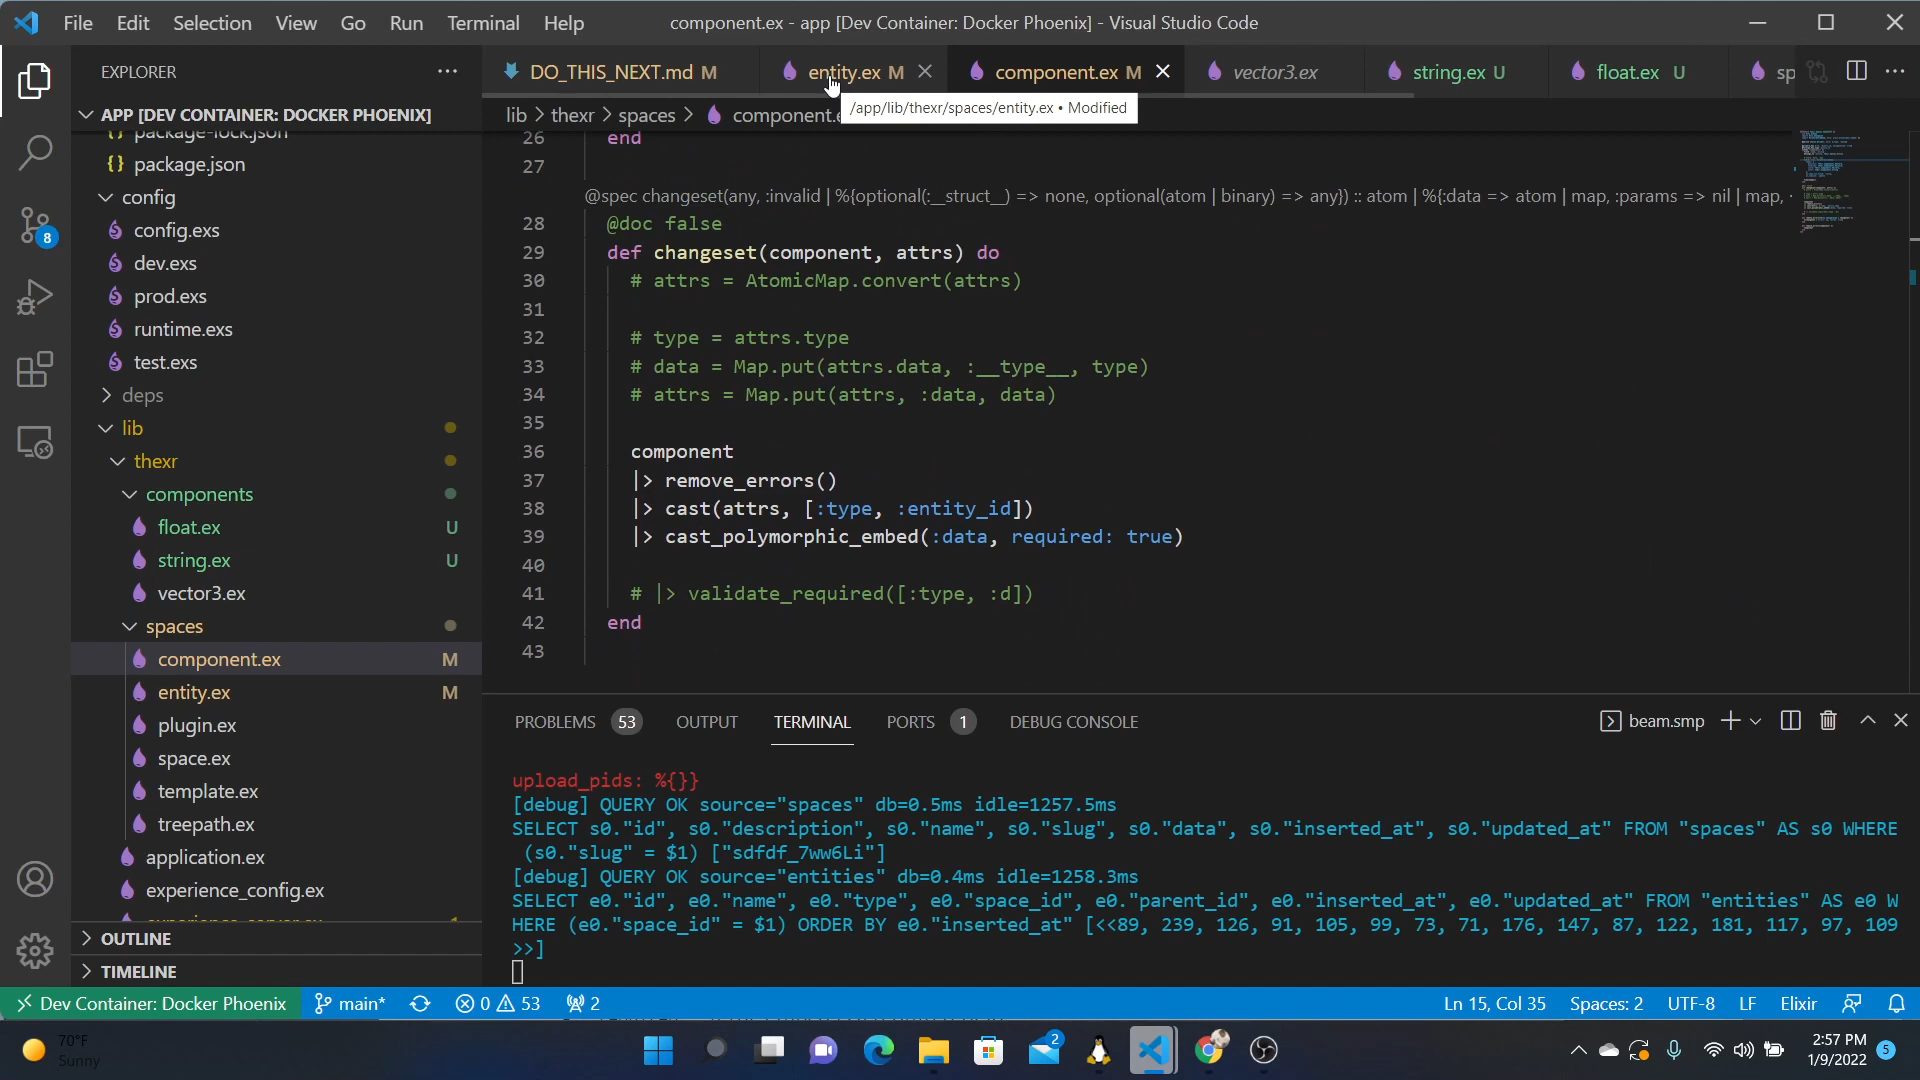 File Edit Selection View Go Run Terminal Help
component.ex - app [Dev Container: Docker Phoenix] - Visual Studio Code
EXPLORER
APP [DEV CONTAINER: DOCKER PHOENIX]
package-lock.json
package.json
config
config.exs
dev.exs
prod.exs
runtime.exs
test.exs
deps
lib
thexr
components
float.ex U
string.ex U
vector3.ex
spaces
component.ex M
entity.ex M
plugin.ex
space.ex
template.ex
treepath.ex
application.ex
experience_config.ex
OUTLINE
TIMELINE
8
DO_THIS_NEXT.md M
entity.ex M
component.ex M
vector3.ex
string.ex U
float.ex U
sp
lib > thexr > spaces > component.e
/app/lib/thexr/spaces/entity.ex • Modified
26 end
27
@spec changeset(any, :invalid | %{optional(:__struct__) => none, optional(atom | binary) => any}) :: atom | %{:data => atom | map, :params => nil | map,
28 @doc false
29 def changeset(component, attrs) do
30 # attrs = AtomicMap.convert(attrs)
31
32 # type = attrs.type
33 # data = Map.put(attrs.data, :__type__, type)
34 # attrs = Map.put(attrs, :data, data)
35
36 component
37 |> remove_errors()
38 |> cast(attrs, [:type, :entity_id])
39 |> cast_polymorphic_embed(:data, required: true)
40
41 # |> validate_required([:type, :d])
42 end
43
PROBLEMS 53 OUTPUT TERMINAL PORTS 1 DEBUG CONSOLE
beam.smp
upload_pids: %{}}
[debug] QUERY OK source="spaces" db=0.5ms idle=1257.5ms
SELECT s0."id", s0."description", s0."name", s0."slug", s0."data", s0."inserted_at", s0."updated_at" FROM "spaces" AS s0 WHERE
(s0."slug" = $1) ["sdfdf_7ww6Li"]
[debug] QUERY OK source="entities" db=0.4ms idle=1258.3ms
SELECT e0."id", e0."name", e0."type", e0."space_id", e0."parent_id", e0."inserted_at", e0."updated_at" FROM "entities" AS e0 W
HERE (e0."space_id" = $1) ORDER BY e0."inserted_at" [<<89, 239, 126, 91, 105, 99, 73, 71, 176, 147, 87, 122, 181, 117, 97, 109
>>]
Dev Container: Docker Phoenix main* 0 53 2
Ln 15, Col 35 Spaces: 2 UTF-8 LF Elixir
70°F
Sunny
2
2:57 PM
1/9/2022
5